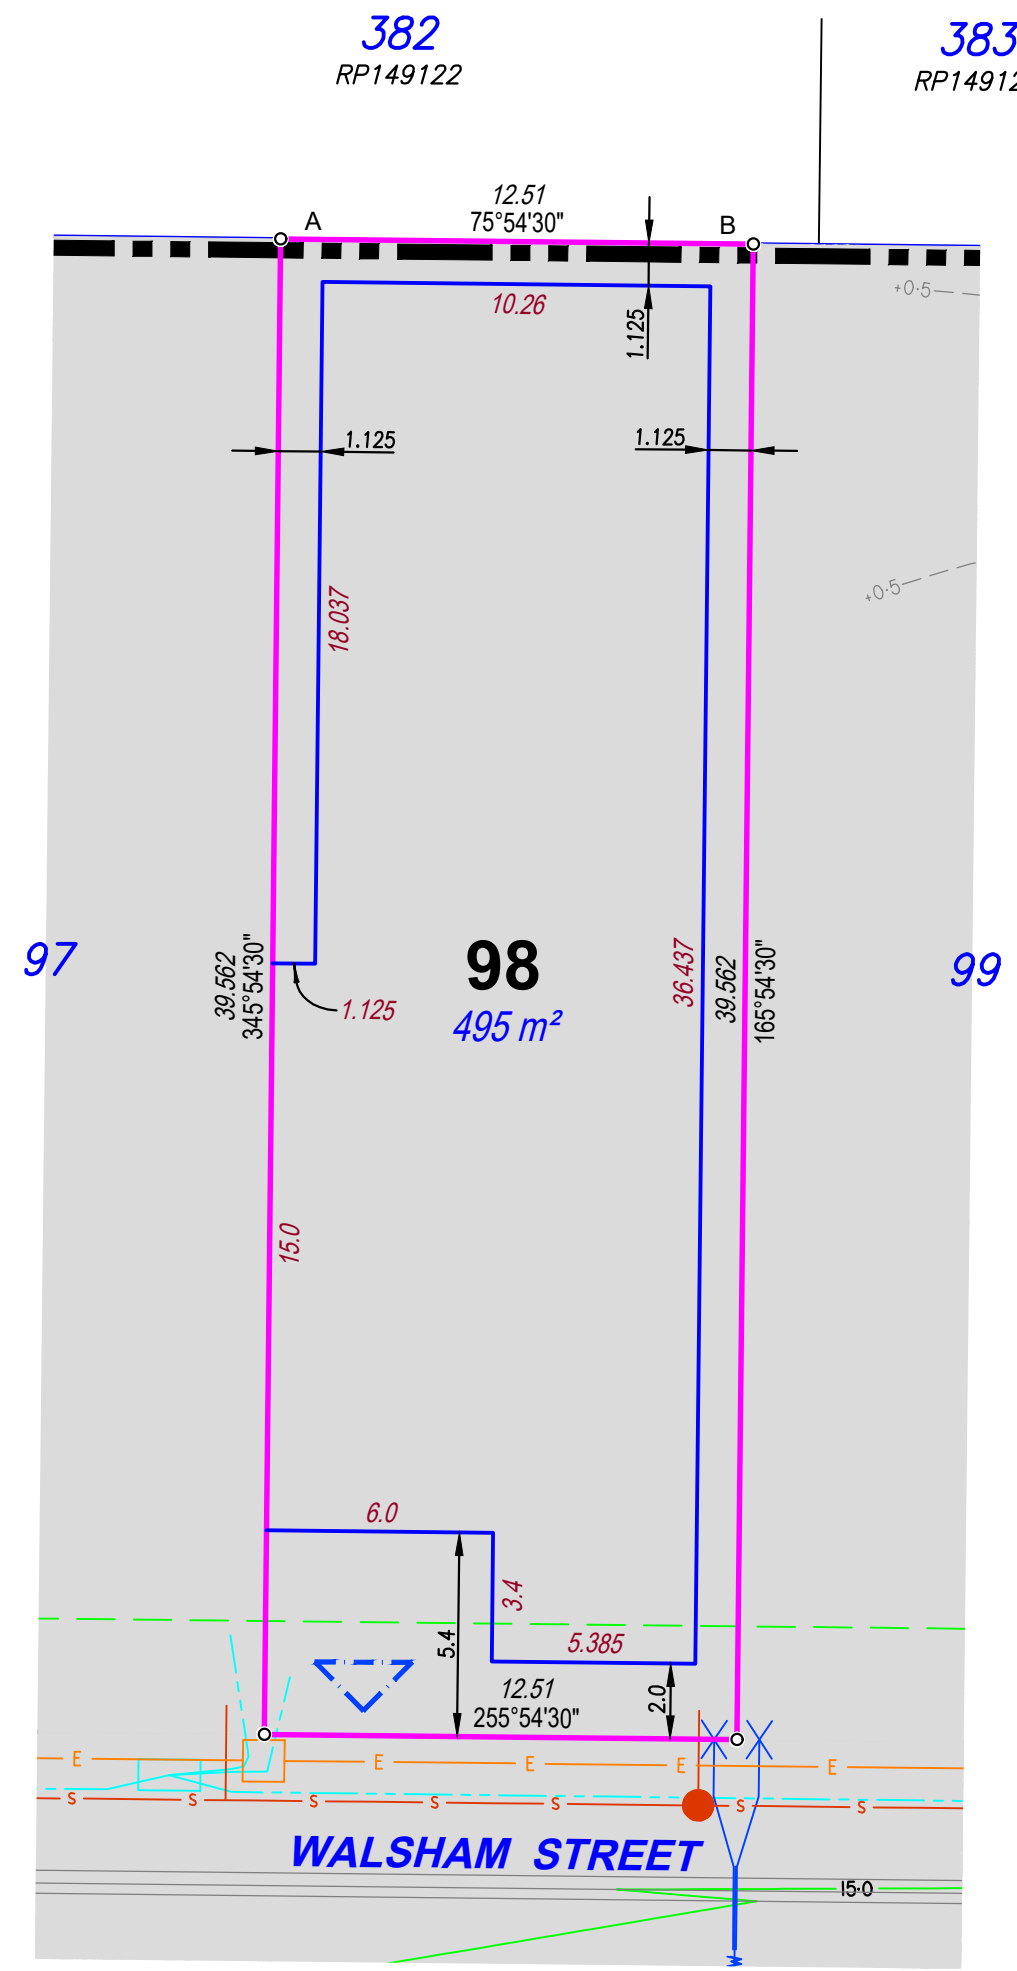 382
RP149122
383
RP14912
12.51
75°54'30"
A
B
+0·5
10.26
1.125
1.125
1.125
+0·5
18.037
97
39.562
345°54'30"
1.125
98
495 m²
36.437
39.562
165°54'30"
99
15.0
6.0
3.4
5.4
5.385
2.0
12.51
255°54'30"
E
E
E
E
E
S
S
S
S
S
S
S
WALSHAM STREET
15·0